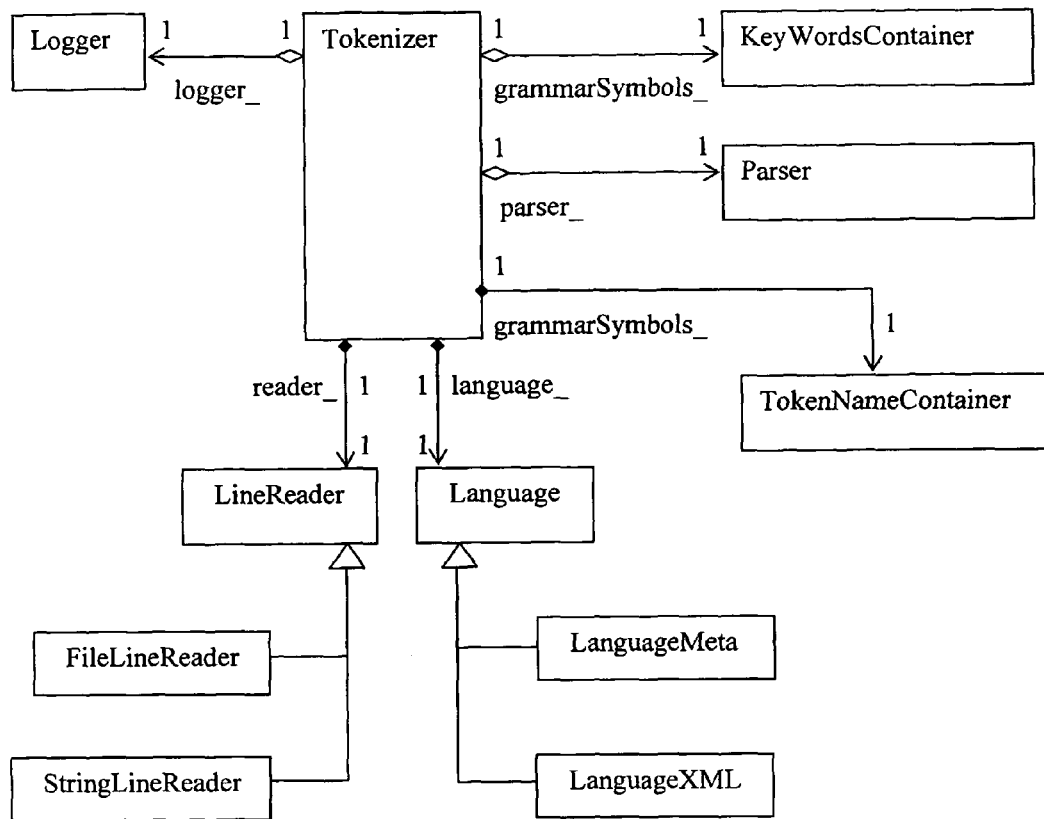 Logger
1
1
logger_
Tokenizer
1
1
KeyWordsContainer
grammarSymbols_
1
1
Parser
parser_
1
grammarSymbols_
1
TokenNameContainer
reader_
1
1
language_
1
1
LineReader
Language
FileLineReader
LanguageMeta
StringLineReader
LanguageXML